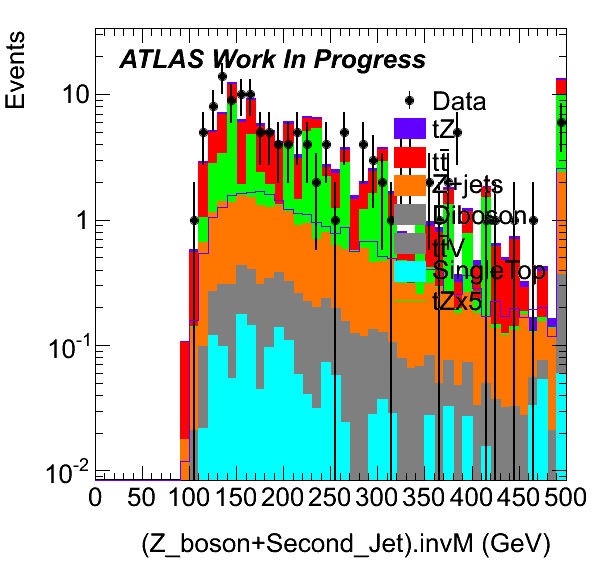 Events
ATLAS Work In Progress
10
1
10-1
10-2
Data
tZ
tt̄
Z+jets
Diboson
tt̄V
SingleTop
tZx5
0 50 100 150 200 250 300 350 400 450 500
(Z_boson+Second_Jet).invM (GeV)